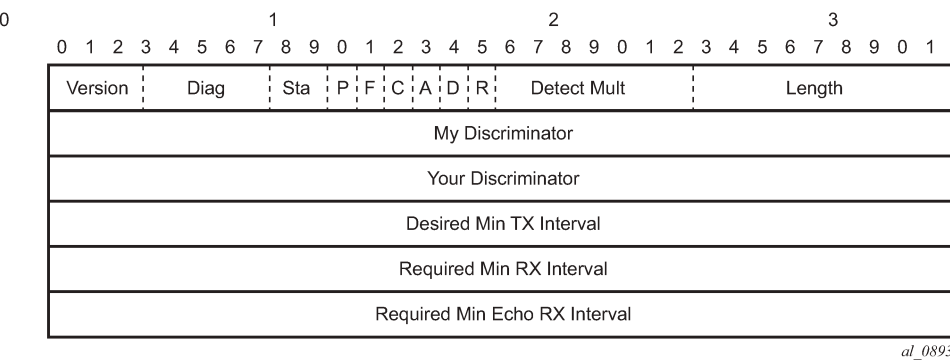 0 1 2 3
0 1 2 3 4 5 6 7 8 9 0 1 2 3 4 5 6 7 8 9 0 1 2 3 4 5 6 7 8 9 0 1
Version Diag Sta P F C A D R Detect Mult Length
My Discriminator
Your Discriminator
Desired Min TX Interval
Required Min RX Interval
Required Min Echo RX Interval
al_0893